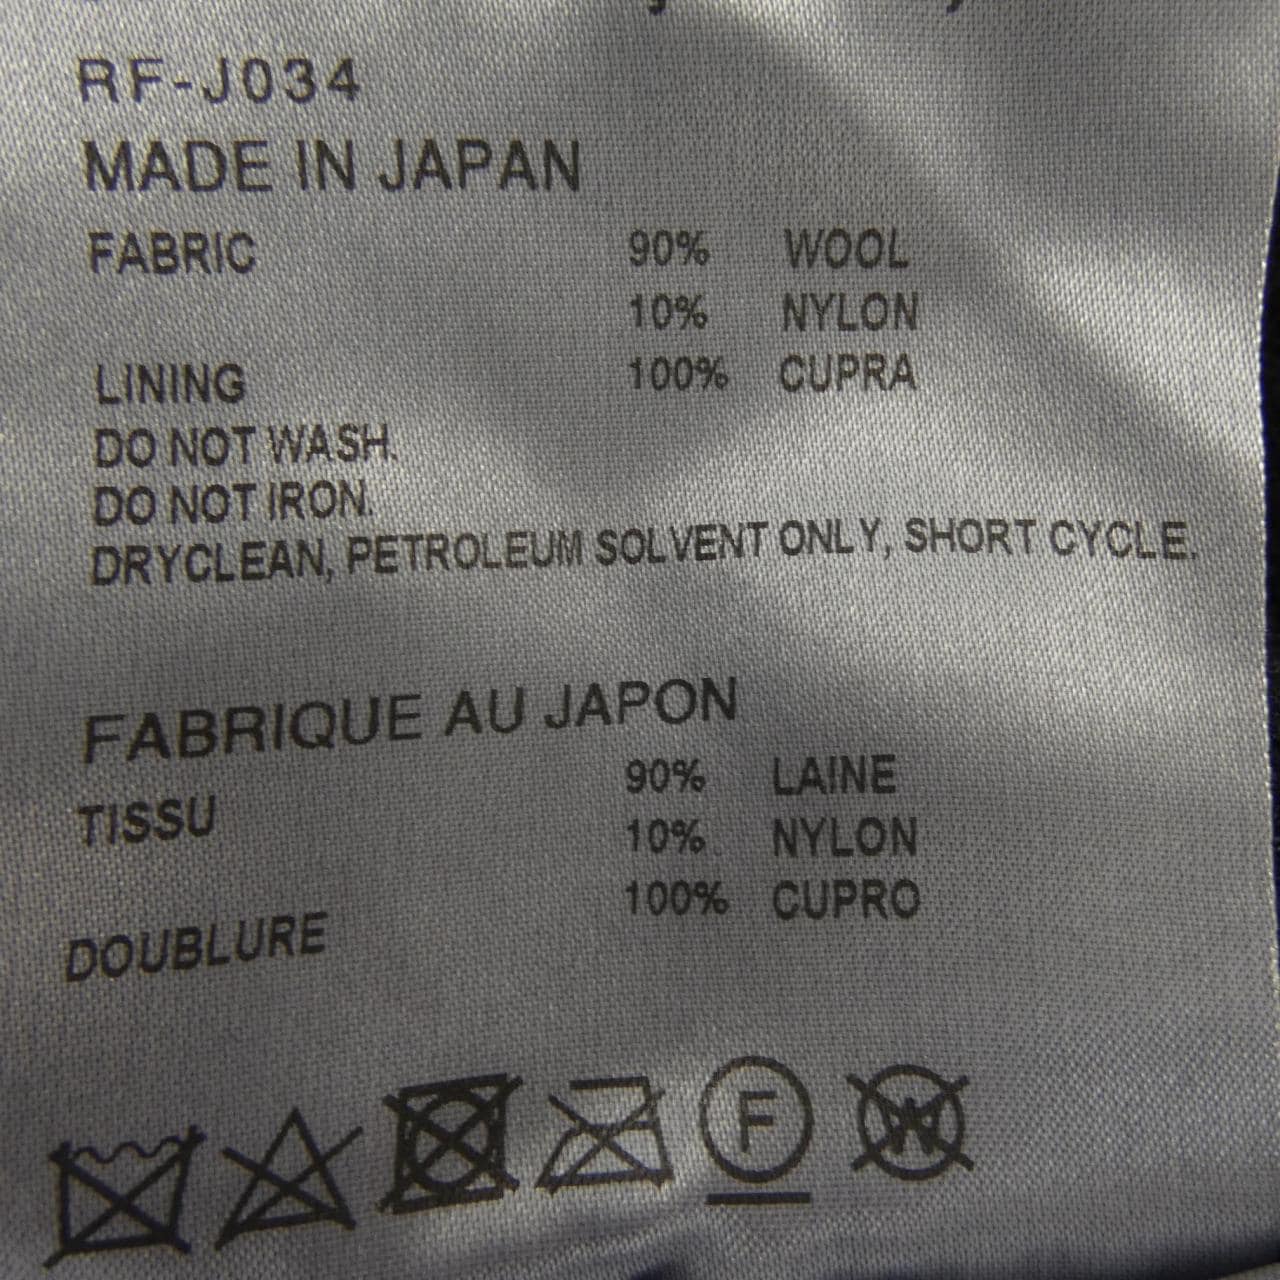 RF-J034
MADE IN JAPAN
FABRIC 90% WOOL
10% NYLON
LINING 100% CUPRA
DO NOT WASH.
DO NOT IRON.
DRYCLEAN, PETROLEUM SOLVENT ONLY, SHORT CYCLE.
FABRIQUE AU JAPON
TISSU 90% LAINE
10% NYLON
DOUBLURE 100% CUPRO
F
W